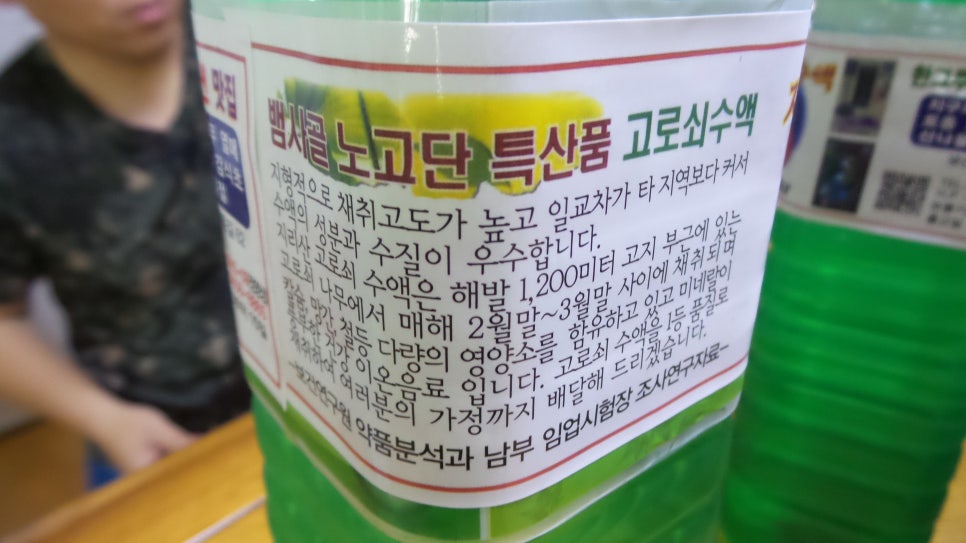 뱀사골 노고단 특산품 고로쇠수액
지형적으로 채취고도가 높고 일교차가 타 지역보다 커서
수액의 성분과 수질이 우수합니다.
지리산 고로쇠 수액은 해발 1,200미터 고지 부근에 있는
고로쇠 나무에서 매해 2월말~3월말 사이에 채취되며
칼슘, 망간, 철등 다량의 영양소를 함유하고 있고 미네랄이
풍부한 건강 이온음료 입니다. 고로쇠 수액을 1등 품질로
채취하여 여러분의 가정까지 배달해 드리겠습니다.
-보건연구원 약품분석과 남부 임업시험장 조사연구자료-
맛집